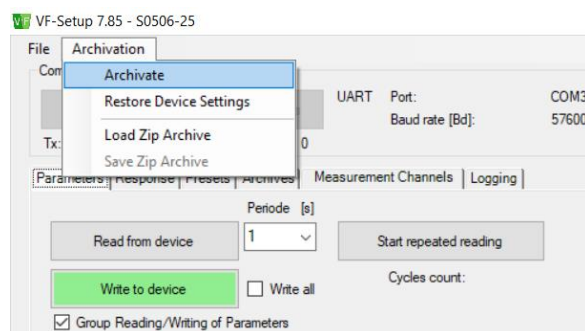 VF-Setup 7.85 - S0506-25
File Archivation
Com
Archivate
Restore Device Settings
Load Zip Archive
Save Zip Archive
UART Port: COM3
Baud rate [Bd]: 57600
Tx: 0
Parameters Response Presets Archives Measurement Channels Logging
Periode [s]
Read from device 1 Start repeated reading
Write to device Write all Cycles count:
Group Reading/Writing of Parameters